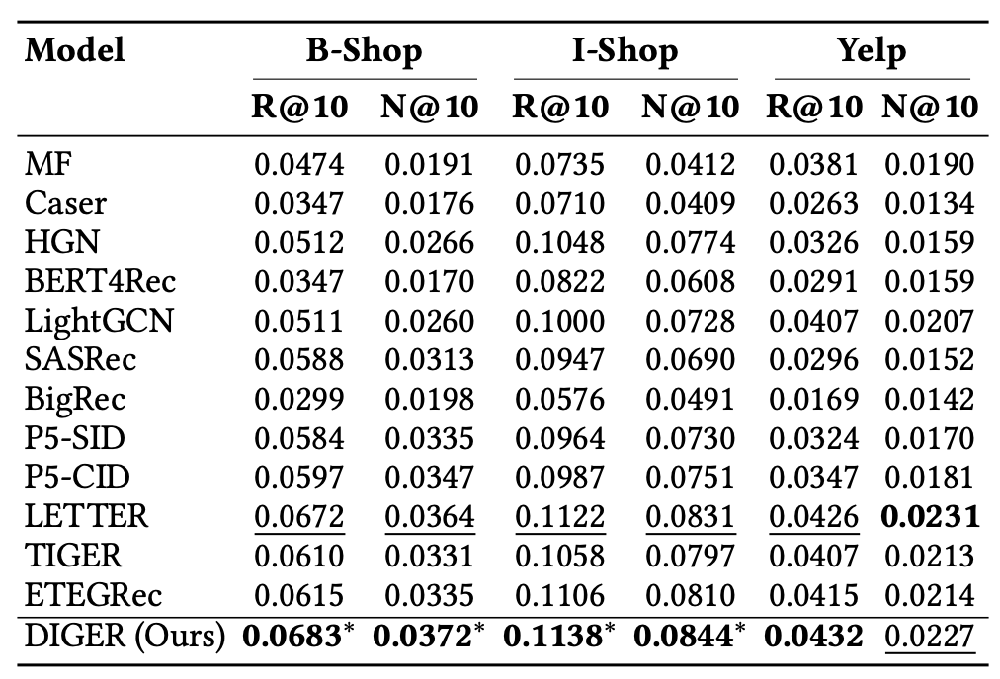 Model B-Shop I-Shop Yelp
R@10 N@10 R@10 N@10 R@10 N@10
MF 0.0474 0.0191 0.0735 0.0412 0.0381 0.0190
Caser 0.0347 0.0176 0.0710 0.0409 0.0263 0.0134
HGN 0.0512 0.0266 0.1048 0.0774 0.0326 0.0159
BERT4Rec 0.0347 0.0170 0.0822 0.0608 0.0291 0.0159
LightGCN 0.0511 0.0260 0.1000 0.0728 0.0407 0.0207
SASRec 0.0588 0.0313 0.0947 0.0690 0.0296 0.0152
BigRec 0.0299 0.0198 0.0576 0.0491 0.0169 0.0142
P5-SID 0.0584 0.0335 0.0964 0.0730 0.0324 0.0170
P5-CID 0.0597 0.0347 0.0987 0.0751 0.0347 0.0181
LETTER 0.0672 0.0364 0.1122 0.0831 0.0426 0.0231
TIGER 0.0610 0.0331 0.1058 0.0797 0.0407 0.0213
ETEGRec 0.0615 0.0335 0.1106 0.0810 0.0415 0.0214
DIGER (Ours) 0.0683* 0.0372* 0.1138* 0.0844* 0.0432 0.0227